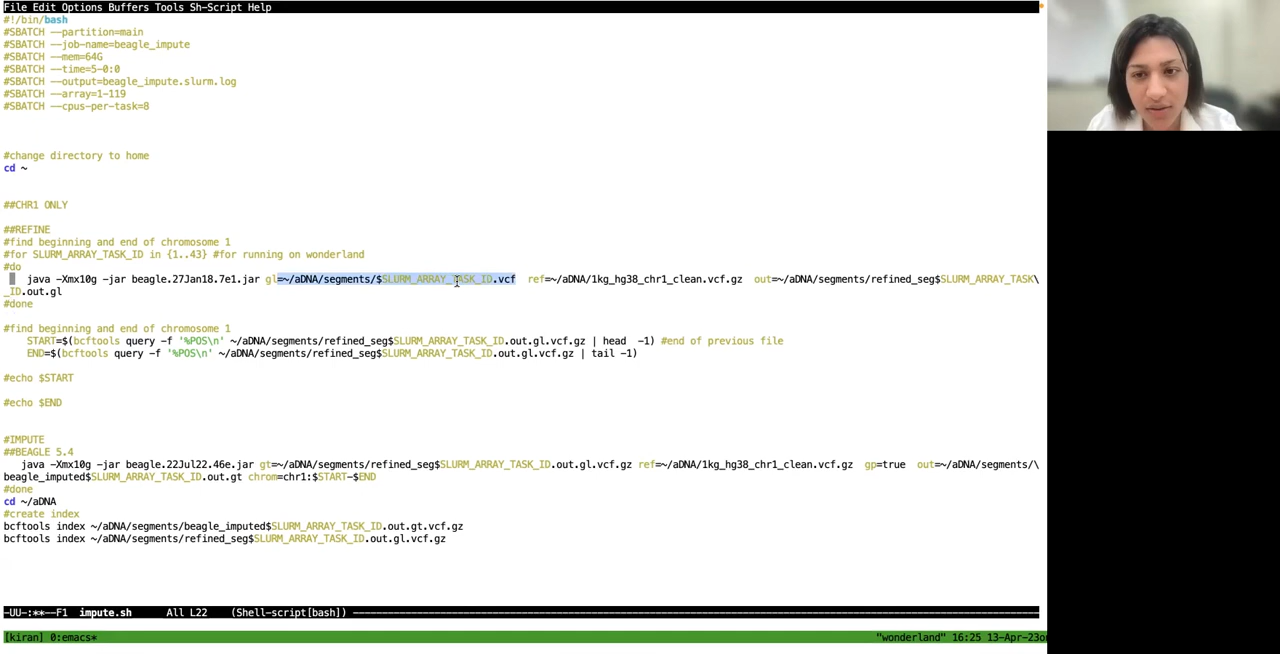 File Edit Options Buffers Tools Sh-Script Help
#!/bin/bash
#SBATCH --partition=main
#SBATCH --job-name=beagle_impute
#SBATCH --mem=64G
#SBATCH --time=5-0:0
#SBATCH --output=beagle_impute.slurm.log
#SBATCH --array=1-119
#SBATCH --cpus-per-task=8
#change directory to home
cd ~
##CHR1 ONLY
##REFINE
#find beginning and end of chromosome 1
#for SLURM_ARRAY_TASK_ID in {1..43} #for running on wonderland
#do
java -Xmx10g -jar beagle.27Jan18.7e1.jar gl=~/aDNA/segments/$SLURM_ARRAY_TASK_ID.vcf ref=~/aDNA/1kg_hg38_chr1_clean.vcf.gz out=~/aDNA/segments/refined_seg$SLURM_ARRAY_TASK\
_ID.out.gl
#done
#find beginning and end of chromosome 1
START=$(bcftools query -f '%POS\n' ~/aDNA/segments/refined_seg$SLURM_ARRAY_TASK_ID.out.gl.vcf.gz | head -1) #end of previous file
END=$(bcftools query -f '%POS\n' ~/aDNA/segments/refined_seg$SLURM_ARRAY_TASK_ID.out.gl.vcf.gz | tail -1)
#echo $START
#echo $END
#IMPUTE
##BEAGLE 5.4
java -Xmx10g -jar beagle.22Jul22.46e.jar gt=~/aDNA/segments/refined_seg$SLURM_ARRAY_TASK_ID.out.gl.vcf.gz ref=~/aDNA/1kg_hg38_chr1_clean.vcf.gz gp=true out=~/aDNA/segments/\
beagle_imputed$SLURM_ARRAY_TASK_ID.out.gt chrom=chr1:$START-$END
#done
cd ~/aDNA
#create index
bcftools index ~/aDNA/segments/beagle_imputed$SLURM_ARRAY_TASK_ID.out.gt.vcf.gz
bcftools index ~/aDNA/segments/refined_seg$SLURM_ARRAY_TASK_ID.out.gl.vcf.gz
-UU-:**--F1 impute.sh All L22 (Shell-script[bash])
[kiran] 0:emacs* "wonderland" 16:25 13-Apr-23